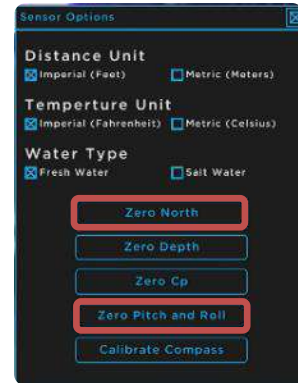 Sensor Options
Distance Unit
Imperial (Feet) Metric (Meters)
Temperture Unit
Imperial (Fahrenheit) Metric (Celsius)
Water Type
Fresh Water Salt Water
Zero North
Zero Depth
Zero Cp
Zero Pitch and Roll
Calibrate Compass